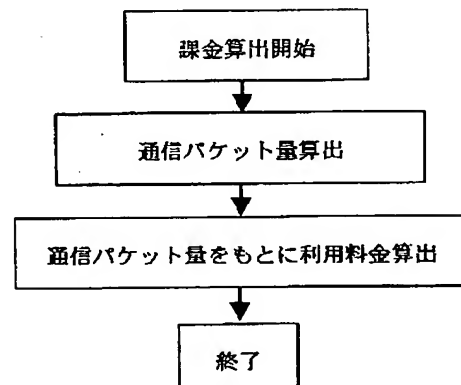 課金算出開始
通信パケット量算出
通信パケット量をもとに利用料金算出
終了